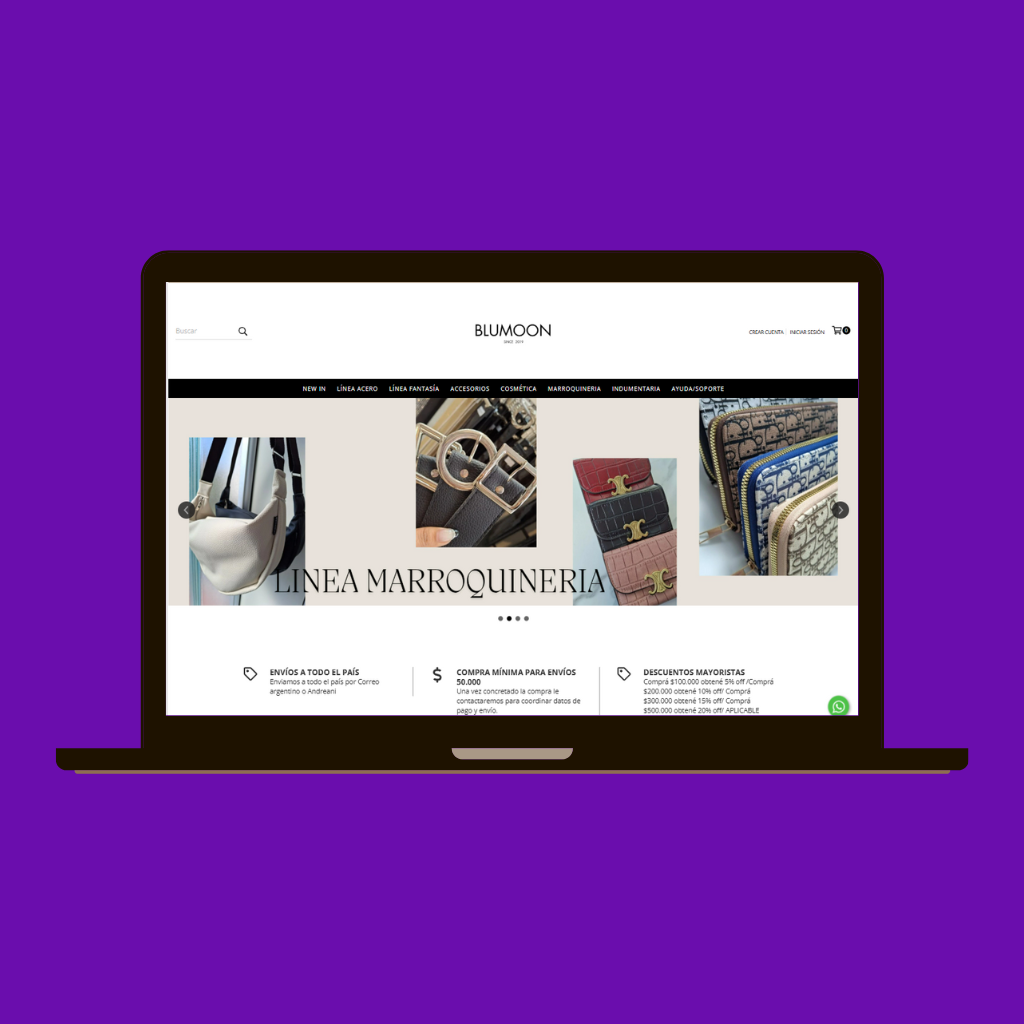 Buscar
BLUMOON
CREAR CUENTA
INICIAR SESIÓN
0
NEW IN LÍNEA ACERO LÍNEA FANTASÍA ACCESORIOS COSMÉTICA MARROQUINERIA INDUMENTARIA AYUDA/SOPORTE
LINEA MARROQUINERIA
ENVÍOS A TODO EL PAÍS
Enviamos a todo el país por Correo
argentino o Andreani
COMPRA MÍNIMA PARA ENVÍOS
50.000
Una vez concretado la compra le
contactaremos para coordinar datos de
pago y envío.
DESCUENTOS MAYORISTAS
Comprá $100.000 obtené 5% off /Comprá
$200.000 obtené 10% off/ Comprá
$300.000 obtené 15% off/ Comprá
$500.000 obtené 20% off/ APLICABLE